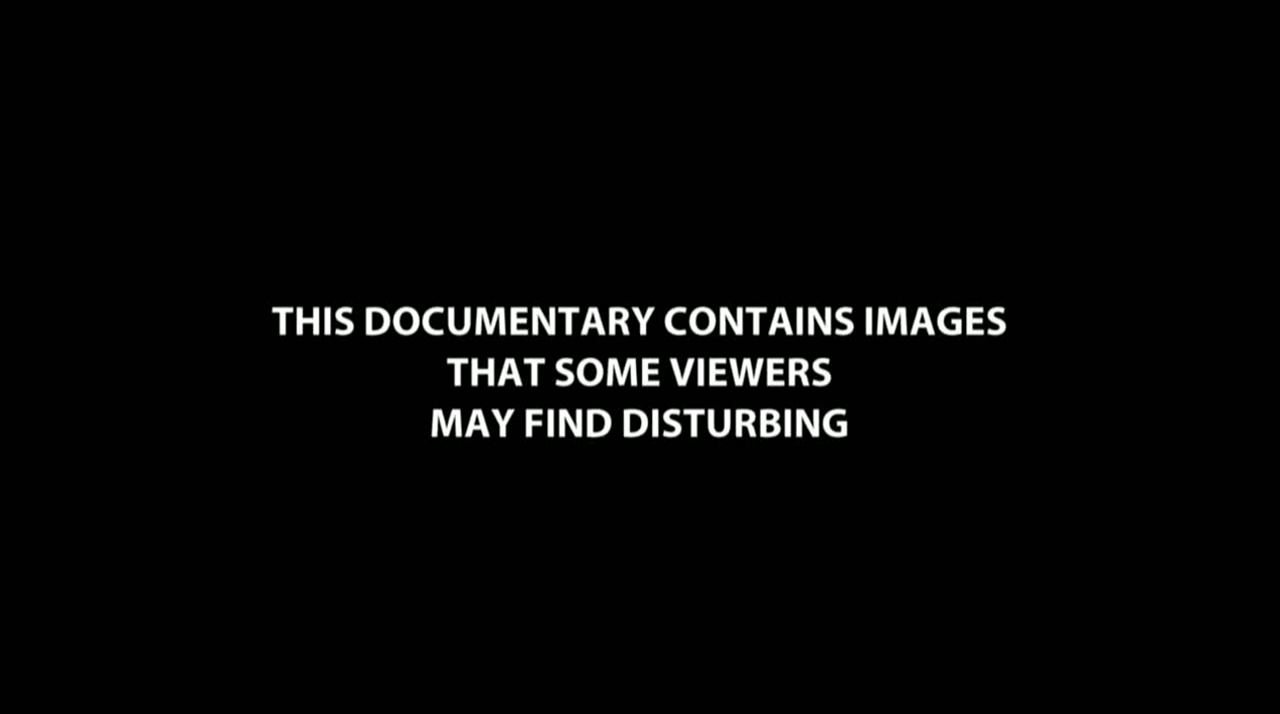 THIS DOCUMENTARY CONTAINS IMAGES
THAT SOME VIEWERS
MAY FIND DISTURBING